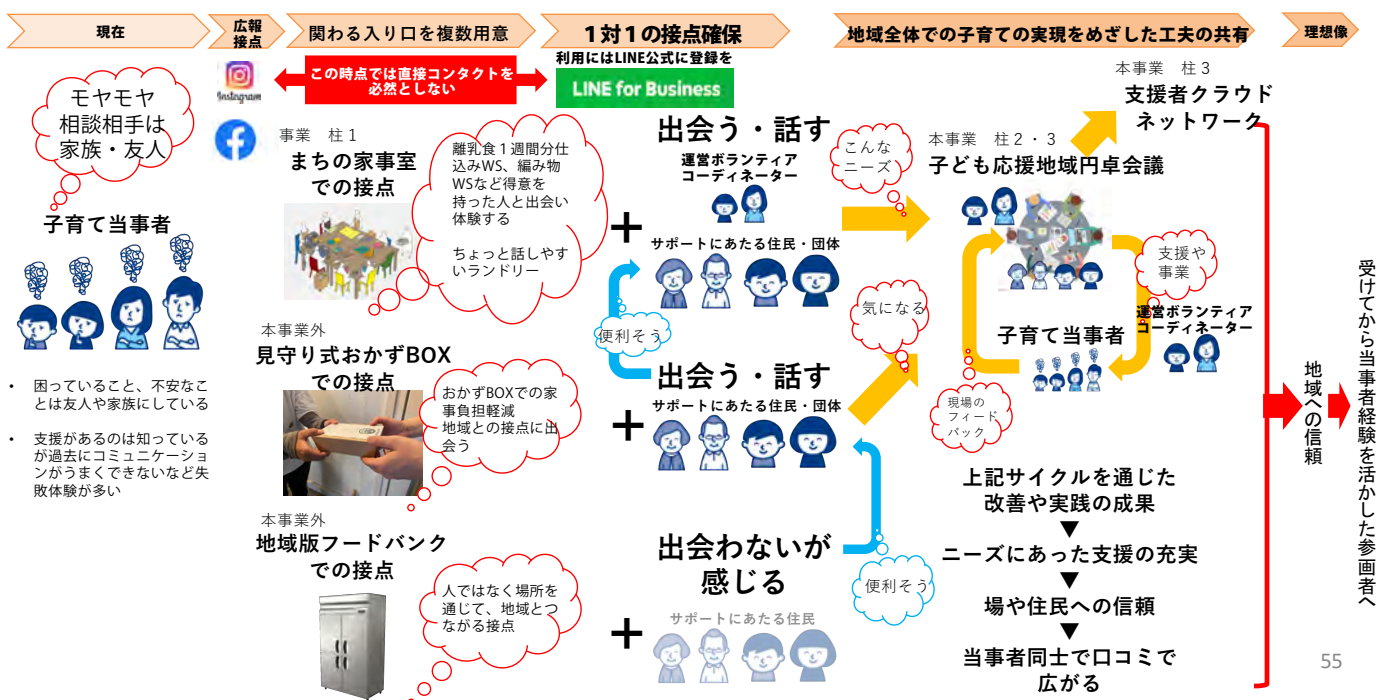 現在
広報
接点
関わる入り口を複数用意
1対1の接点確保
地域全体での子育ての実現をめざした工夫の共有
理想像
利用にはLINE公式に登録を
この時点では直接コンタクトを
必然としない
LINE for Business
Instagram
モヤモヤ
相談相手は
家族・友人
子育て当事者
・ 困っていること、不安なこ
とは友人や家族にしている
・ 支援があるのは知っている
が過去にコミュニケーショ
ンがうまくできないなど失
敗体験が多い
事業 柱1
まちの家事室
での接点
離乳食1週間分仕
込みWS、編み物
WSなど得意を
持った人と出会い
体験する
ちょっと話しやす
いランドリー
本事業外
見守り式おかずBOX
での接点
おかずBOXでの家
事負担軽減
地域との接点に出
会う
本事業外
地域版フードバンク
での接点
人ではなく場所を
通じて、地域とつ
ながる接点
+
出会う・話す
運営ボランティア
コーディネーター
サポートにあたる住民・団体
便利そう
+
出会う・話す
サポートにあたる住民・団体
+
出会わないが
感じる
サポートにあたる住民
便利そう
こんな
ニーズ
気になる
本事業 柱3
支援者クラウド
ネットワーク
本事業 柱2・3
子ども応援地域円卓会議
支援や
事業
運営ボランティア
コーディネーター
子育て当事者
現場の
フィード
バック
上記サイクルを通じた
改善や実践の成果
▼
ニーズにあった支援の充実
▼
場や住民への信頼
▼
当事者同士で口コミで
広がる
地域への信頼
受けてから当事者経験を活かした参画者へ
55